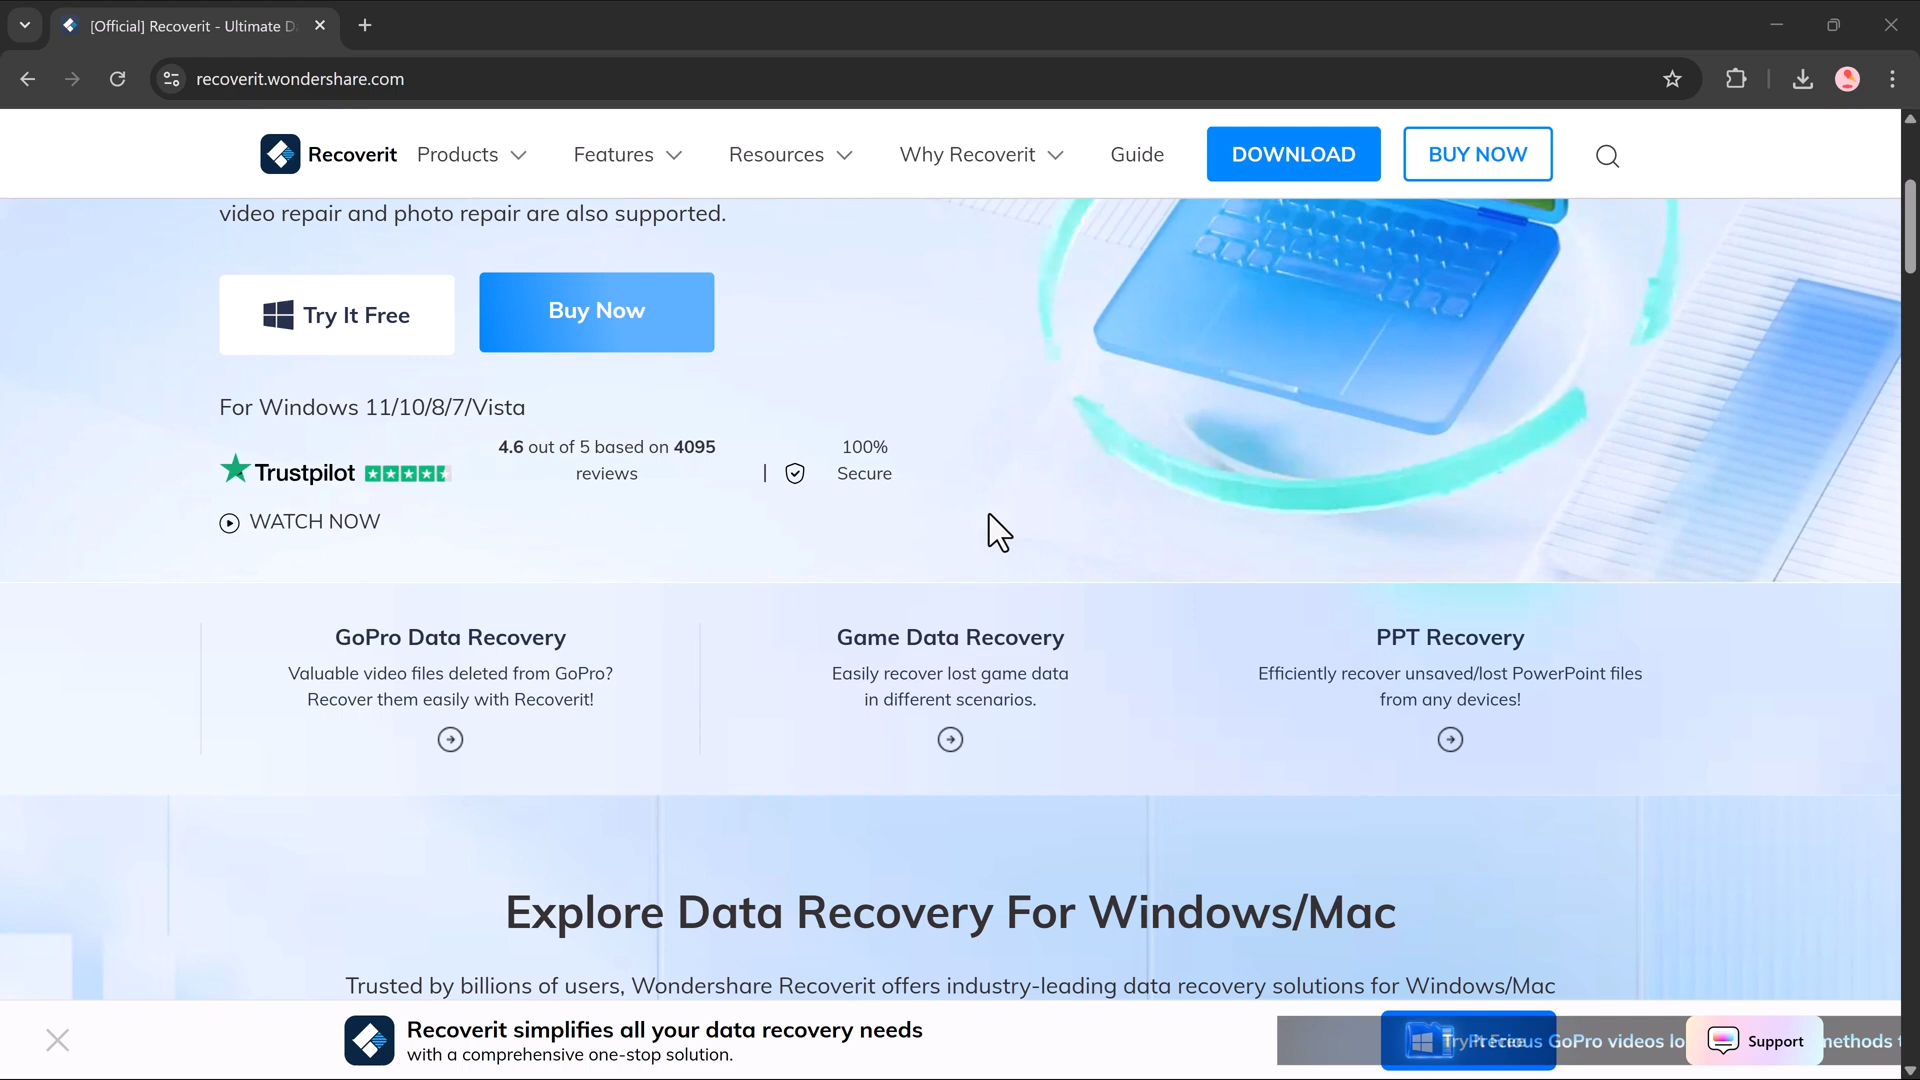 [Official] Recoverit - Ultimate D
recoverit.wondershare.com
Recoverit Products Features Resources Why Recoverit Guide DOWNLOAD BUY NOW
video repair and photo repair are also supported.
Try It Free
Buy Now
For Windows 11/10/8/7/Vista
Trustpilot
4.6 out of 5 based on 4095
reviews
|
100%
Secure
WATCH NOW
GoPro Data Recovery
Valuable video files deleted from GoPro?
Recover them easily with Recoverit!
Game Data Recovery
Easily recover lost game data
in different scenarios.
PPT Recovery
Efficiently recover unsaved/lost PowerPoint files
from any devices!
Explore Data Recovery For Windows/Mac
Trusted by billions of users, Wondershare Recoverit offers industry-leading data recovery solutions for Windows/Mac
Recoverit simplifies all your data recovery needs
with a comprehensive one-stop solution.
GoPro videos lo
Support
methods